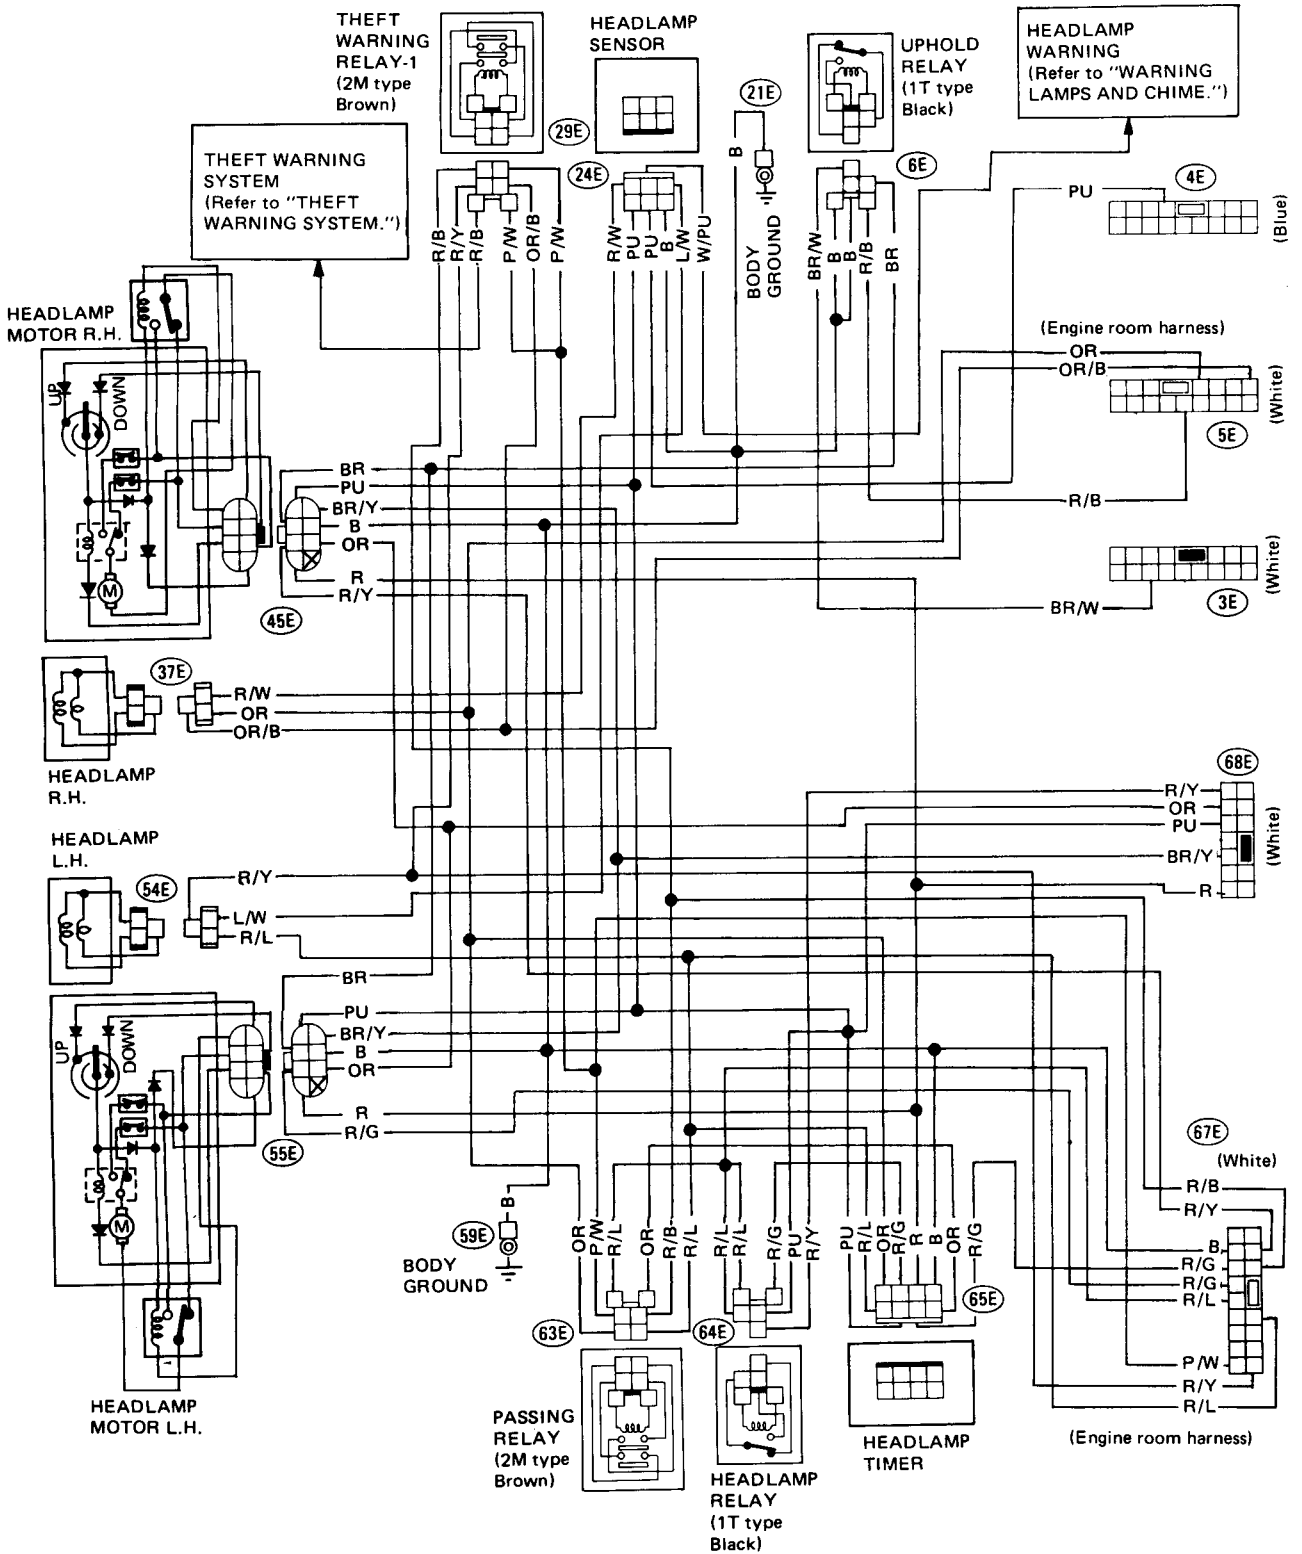 THEFT
WARNING
RELAY-1
(2M type
Brown)
29E
HEADLAMP
SENSOR
24E
21E
B
BODY
GROUND
UPHOLD
RELAY
(1T type
Black)
6E
HEADLAMP
WARNING
(Refer to "WARNING
LAMPS AND CHIME.")
THEFT WARNING
SYSTEM
(Refer to "THEFT
WARNING SYSTEM.")
R/B
R/Y
R/B
P/W
OR/B
P/W
R/W
PU
PU
B
L/W
W/PU
BR/W
B
B
R/B
BR
PU
4E
(Blue)
(Engine room harness)
OR
OR/B
5E
(White)
R/B
3E
(White)
BR/W
HEADLAMP
MOTOR R.H.
UP
DOWN
M
BR
PU
BR/Y
B
OR
R
R/Y
45E
37E
R/W
OR
OR/B
HEADLAMP
R.H.
HEADLAMP
L.H.
54E
R/Y
L/W
R/L
68E
R/Y
OR
PU
BR/Y
R
(White)
BR
PU
BR/Y
B
OR
R
R/G
55E
UP
DOWN
M
HEADLAMP
MOTOR L.H.
B
59E
BODY
GROUND
OR
P/W
R/L
OR
R/B
R/L
63E
PASSING
RELAY
(2M type
Brown)
R/L
R/L
R/G
PU
R/Y
64E
HEADLAMP
RELAY
(1T type
Black)
PU
R/L
OR
R/G
R
B
OR
R/G
65E
HEADLAMP
TIMER
67E
(White)
R/B
R/Y
B
R/G
R/G
R/L
P/W
R/Y
R/L
(Engine room harness)